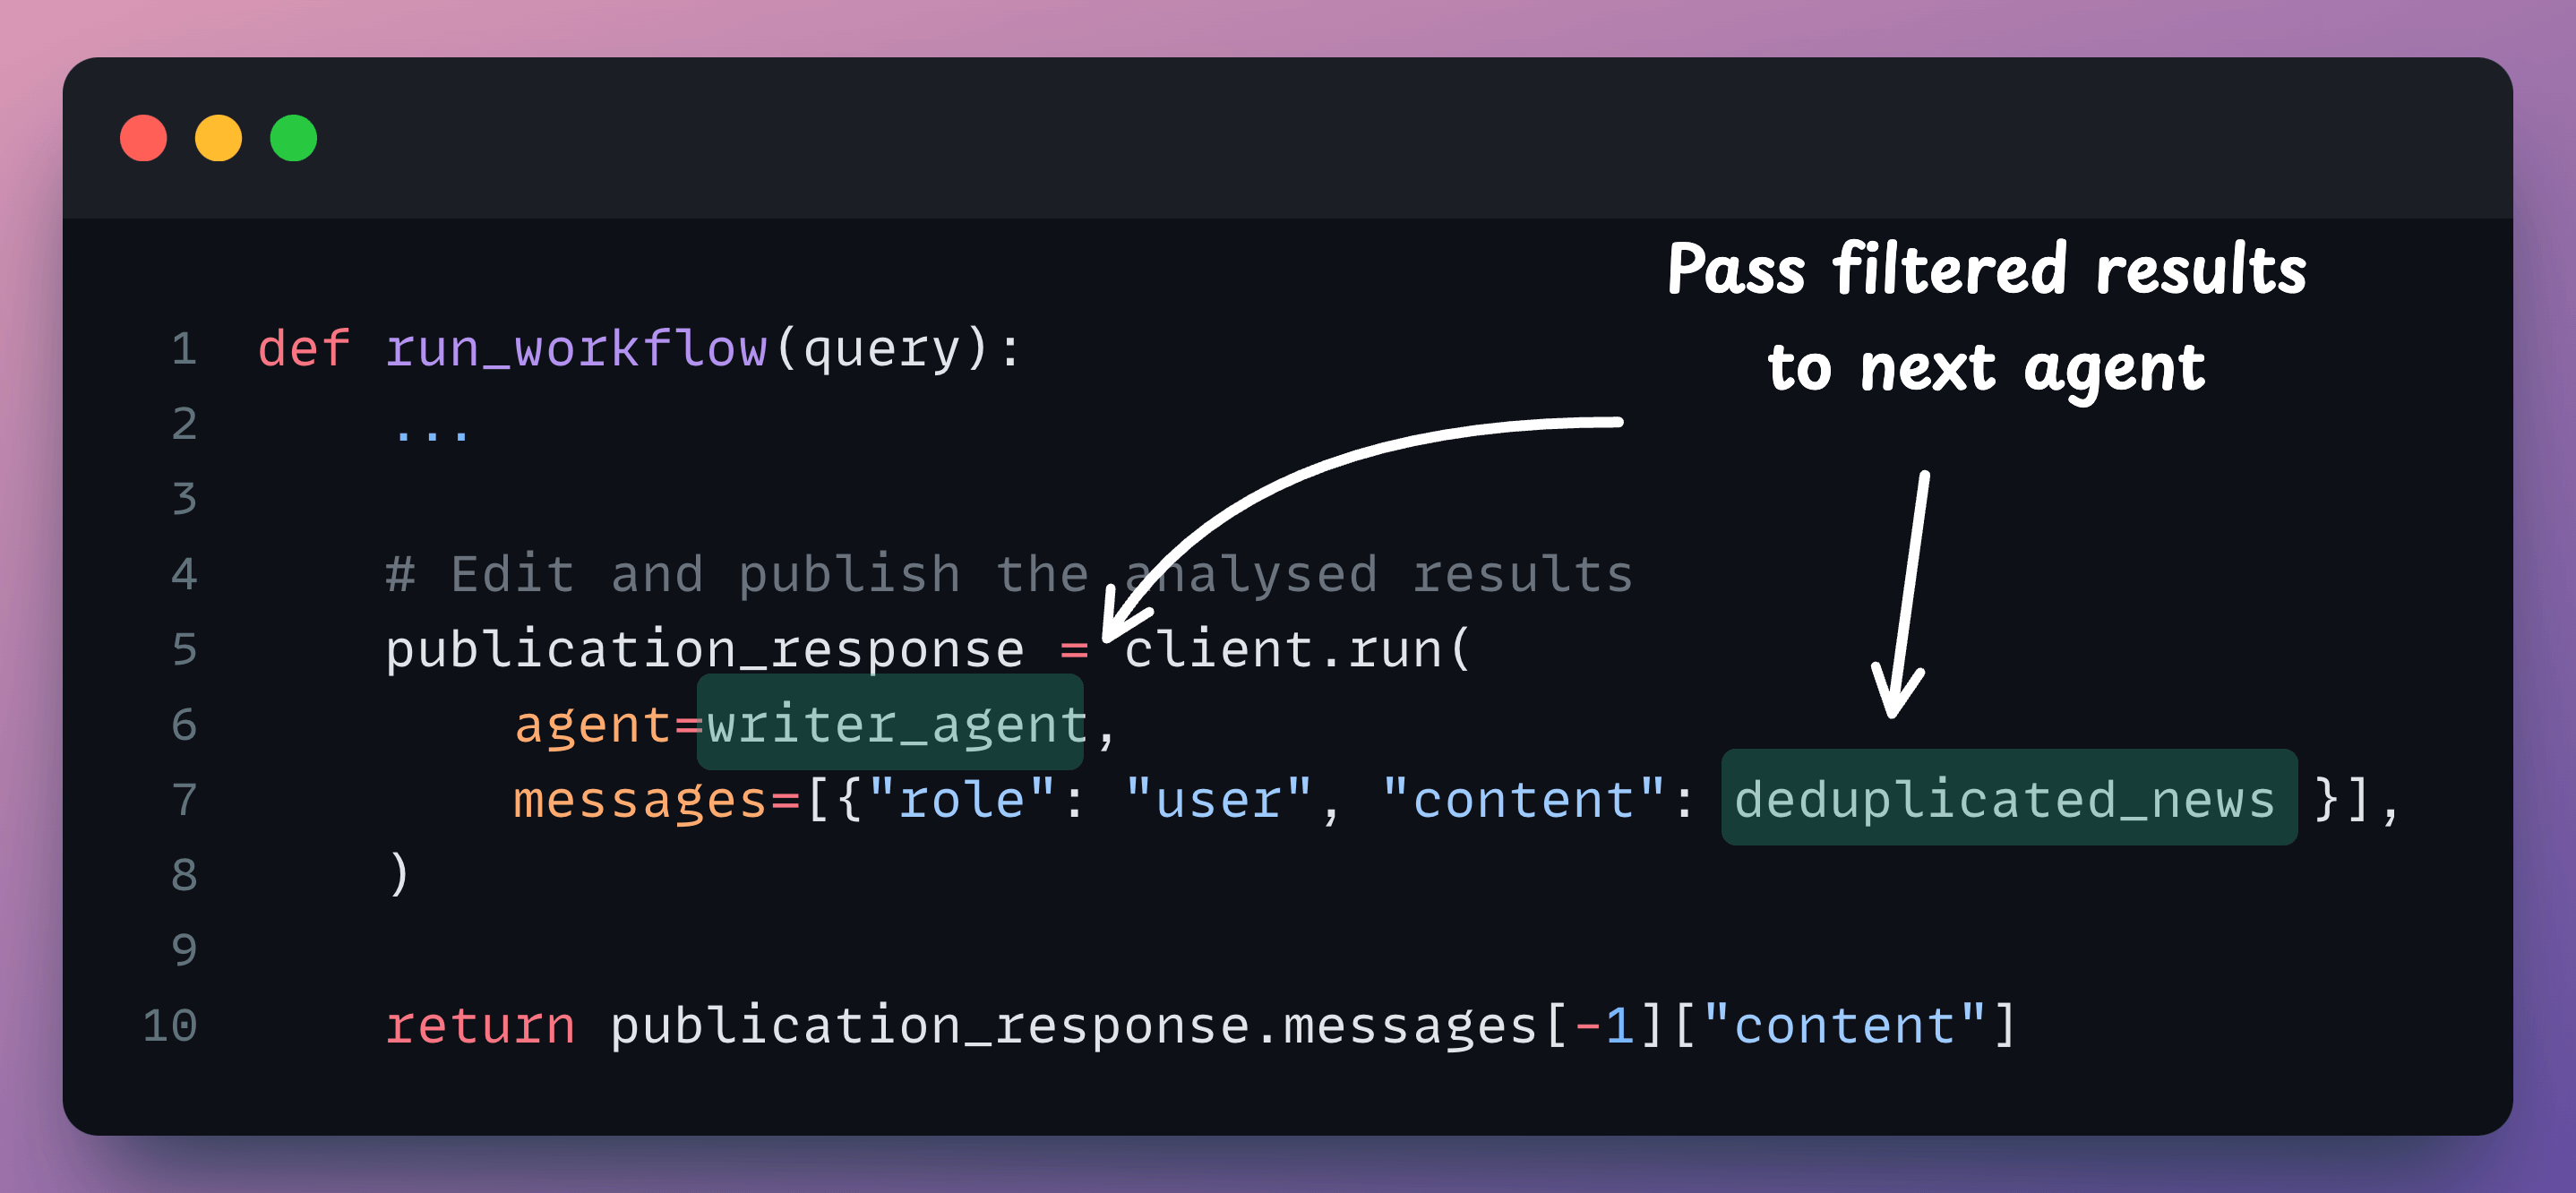 Pass filtered results
to next agent
1 def run_workflow(query):
2     ...
3
4     # Edit and publish the analysed results
5     publication_response = client.run(
6         agent=writer_agent,
7         messages=[{"role": "user", "content": deduplicated_news }],
8     )
9
10     return publication_response.messages[-1]["content"]